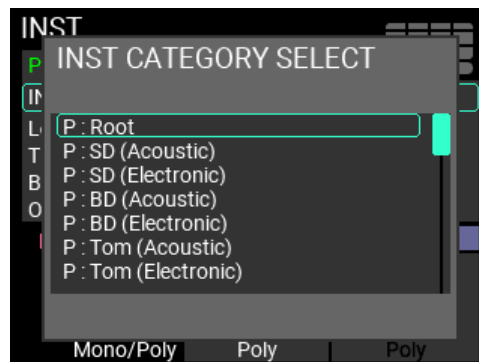 INST
INST CATEGORY SELECT
P : Root
P : SD (Acoustic)
P : SD (Electronic)
P : BD (Acoustic)
P : BD (Electronic)
P : Tom (Acoustic)
P : Tom (Electronic)
Mono/Poly Poly Poly